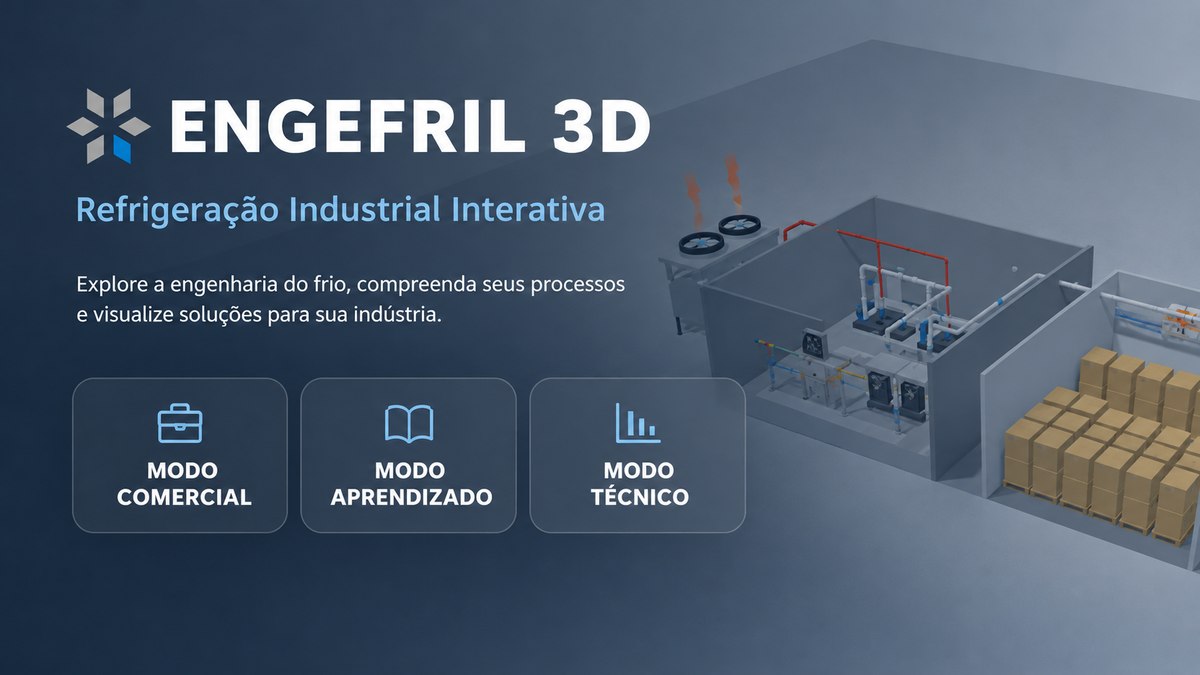 ENGEFRIL 3D
Refrigeração Industrial Interativa
Explore a engenharia do frio, compreenda seus processos
e visualize soluções para sua indústria.
MODO
COMERCIAL
MODO
APRENDIZADO
MODO
TÉCNICO